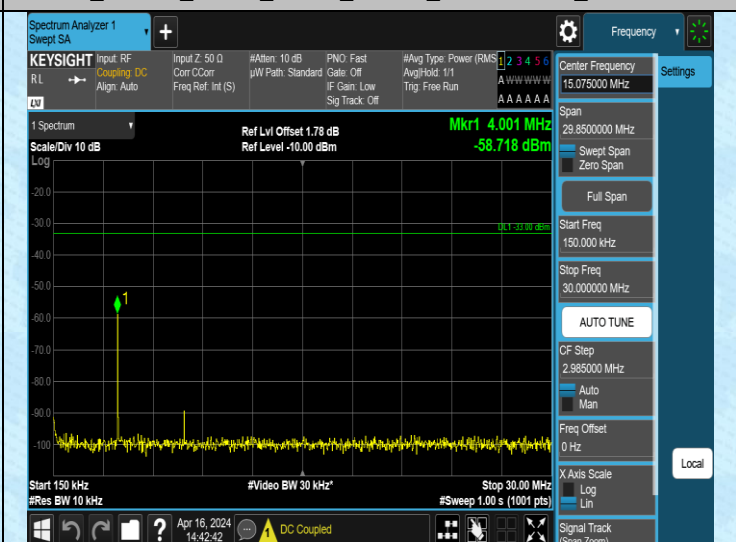 Spectrum Analyzer 1
Swept SA
+
Frequency
KEYSIGHT
RL
LXI
Input: RF
Coupling: DC
Align: Auto
Input Z: 50 Ω
Corr CCorr
Freq Ref: Int (S)
#Atten: 10 dB
µW Path: Standard
PNO: Fast
Gate: Off
IF Gain: Low
Sig Track: Off
#Avg Type: Power (RMS
Avg|Hold: 1/1
Trig: Free Run
1 2 3 4 5 6
A W W W W W
A A A A A A
1 Spectrum
Scale/Div 10 dB
Log
Ref Lvl Offset 1.78 dB
Ref Level -10.00 dBm
Mkr1 4.001 MHz
-58.718 dBm
-20.0
-30.0
DL1 -33.00 dBm
-40.0
-50.0
1
-60.0
-70.0
-80.0
-90.0
-100
Start 150 kHz
#Res BW 10 kHz
#Video BW 30 kHz*
Stop 30.00 MHz
#Sweep 1.00 s (1001 pts)
?
Apr 16, 2024
14:42:42
DC Coupled
Center Frequency
15.075000 MHz
Settings
Span
29.8500000 MHz
Swept Span
Zero Span
Full Span
Start Freq
150.000 kHz
Stop Freq
30.000000 MHz
AUTO TUNE
CF Step
2.985000 MHz
Auto
Man
Freq Offset
0 Hz
X Axis Scale
Log
Lin
Local
Signal Track
(Span Zoom)